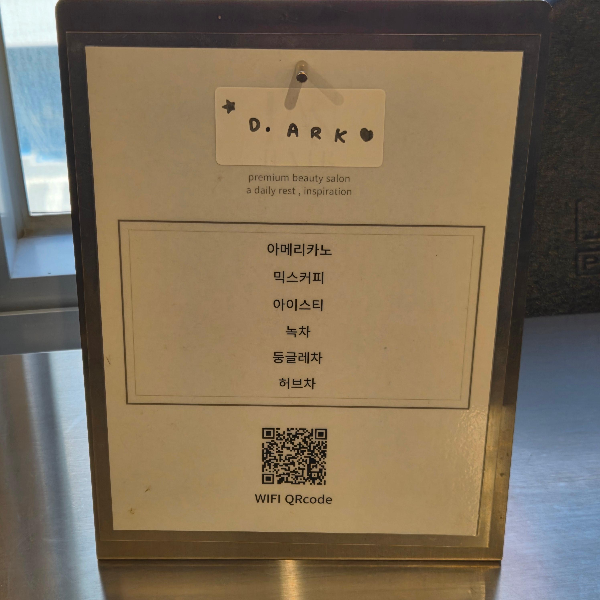 D. ARK
premium beauty salon
a daily rest , inspiration
아메리카노
믹스커피
아이스티
녹차
둥글레차
허브차
WIFI QRcode